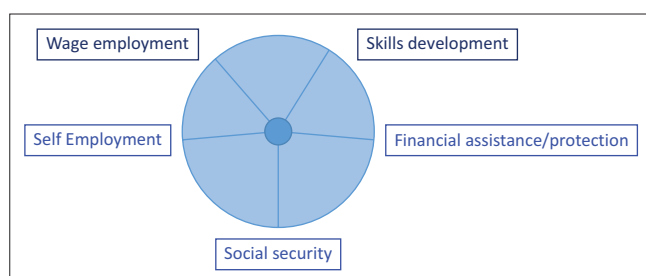 Wage employment
Skills development
Self Employment
Financial assistance/protection
Social security